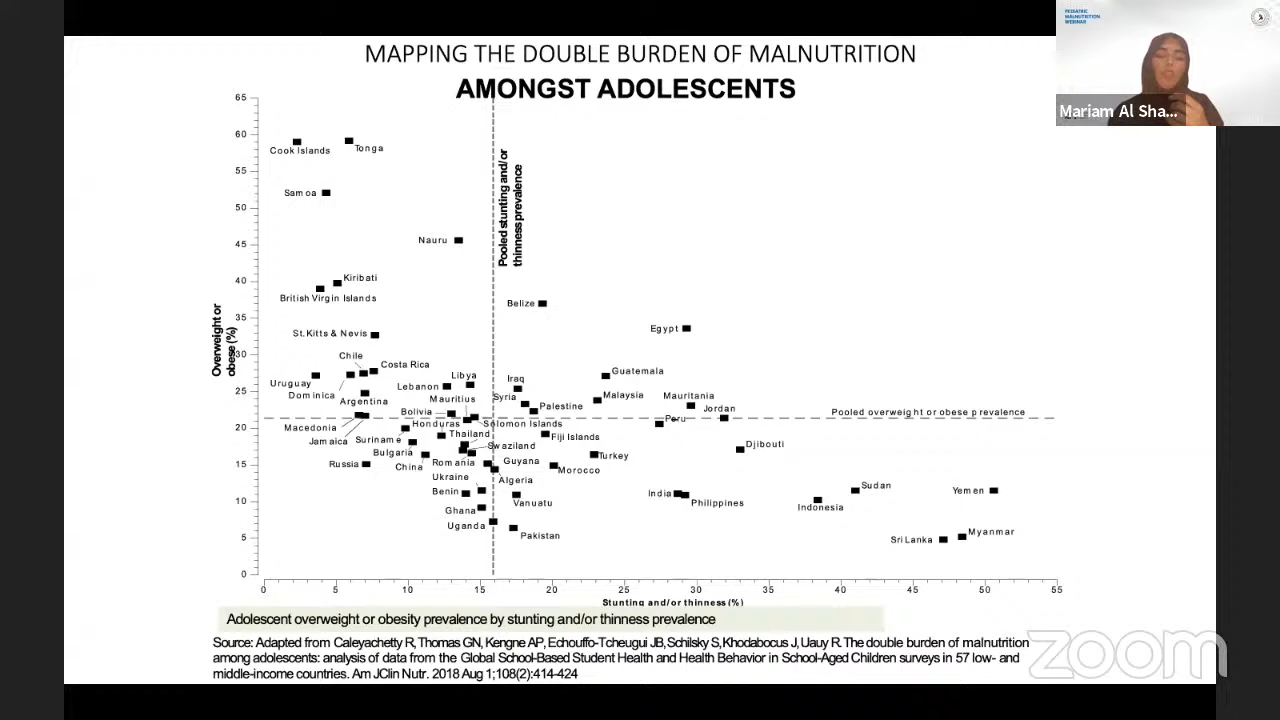 MAPPING THE DOUBLE BURDEN OF MALNUTRITION
AMONGST ADOLESCENTS
PEDIATRIC
MALNUTRITION
WEBINAR
Mariam Al Sha...
65
60
55
50
45
40
35
30
25
20
15
10
5
0
Overweight or
obese (%)
Pooled stunting and/or
thinness prevalence
Cook Islands
Tonga
Samoa
Nauru
Kiribati
British Virgin Islands
Belize
Egypt
St.Kitts & Nevis
Chile
Costa Rica
Uruguay
Dominica
Argentina
Lebanon
Libya
Iraq
Guatemala
Mauritius
Syria
Palestine
Malaysia
Mauritania
Jordan
Pooled overweight or obese prevalence
Bolivia
Peru
Macedonia
Honduras
Solomon Islands
Jamaica
Suriname
Thailand
Fiji Islands
Djibouti
Bulgaria
Swaziland
Turkey
Russia
China
Romania
Guyana
Morocco
Ukraine
Algeria
Benin
Vanuatu
India
Philippines
Sudan
Yemen
Indonesia
Ghana
Uganda
Pakistan
Sri Lanka
Myanmar
0 5 10 15 20 25 30 35 40 45 50 55
Stunting and/or thinness (%)
Adolescent overweight or obesity prevalence by stunting and/or thinness prevalence
Source: Adapted from Caleyachetty R, Thomas GN, Kengne AP, Echouffo-Tcheugui JB, Schilsky S, Khodabocus J, Uauy R. The double burden of malnutrition
among adolescents: analysis of data from the Global School-Based Student Health and Health Behavior in School-Aged Children surveys in 57 low- and
middle-income countries. Am JClin Nutr. 2018 Aug 1;108(2):414-424
zoom